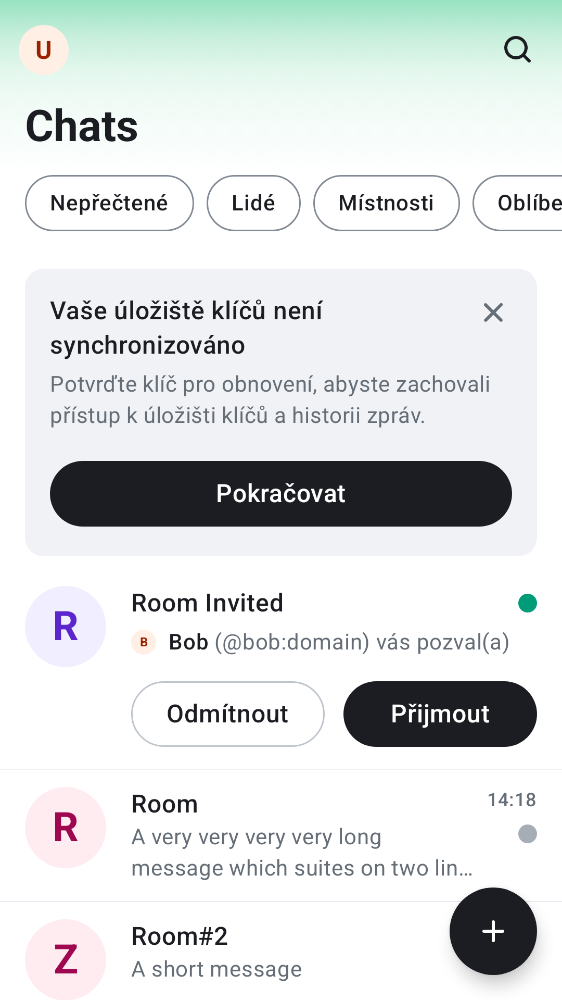 U
Chats
Nepřečtené Lidé Místnosti Oblíbe
Vaše úložiště klíčů není
synchronizováno
Potvrďte klíč pro obnovení, abyste zachovali
přístup k úložišti klíčů a historii zpráv.
Pokračovat
R
Room Invited
B Bob (@bob:domain) vás pozval(a)
Odmítnout Přijmout
R
Room 14:18
A very very very very long
message which suites on two lin…
Z
Room#2
A short message